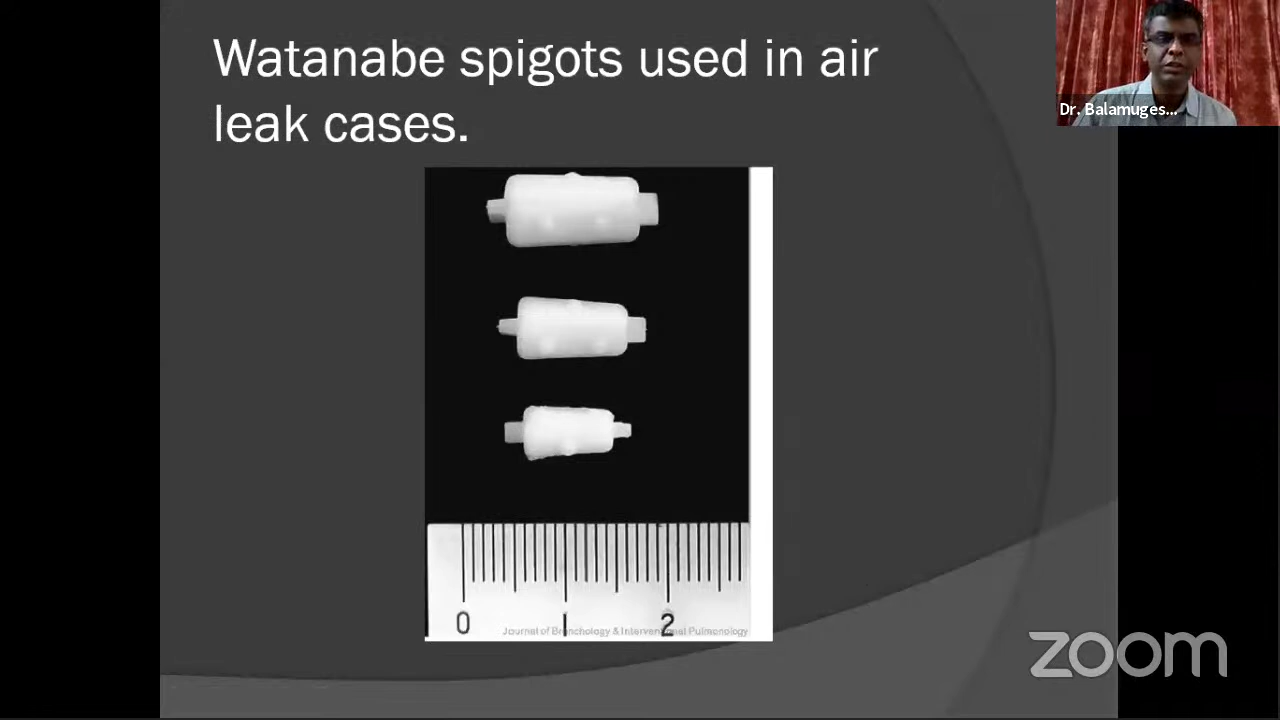 Watanabe spigots used in air
leak cases.
Dr. Balamuges...
0 1 2
Journal of Bronchology & Interventional Pulmonology
zoom